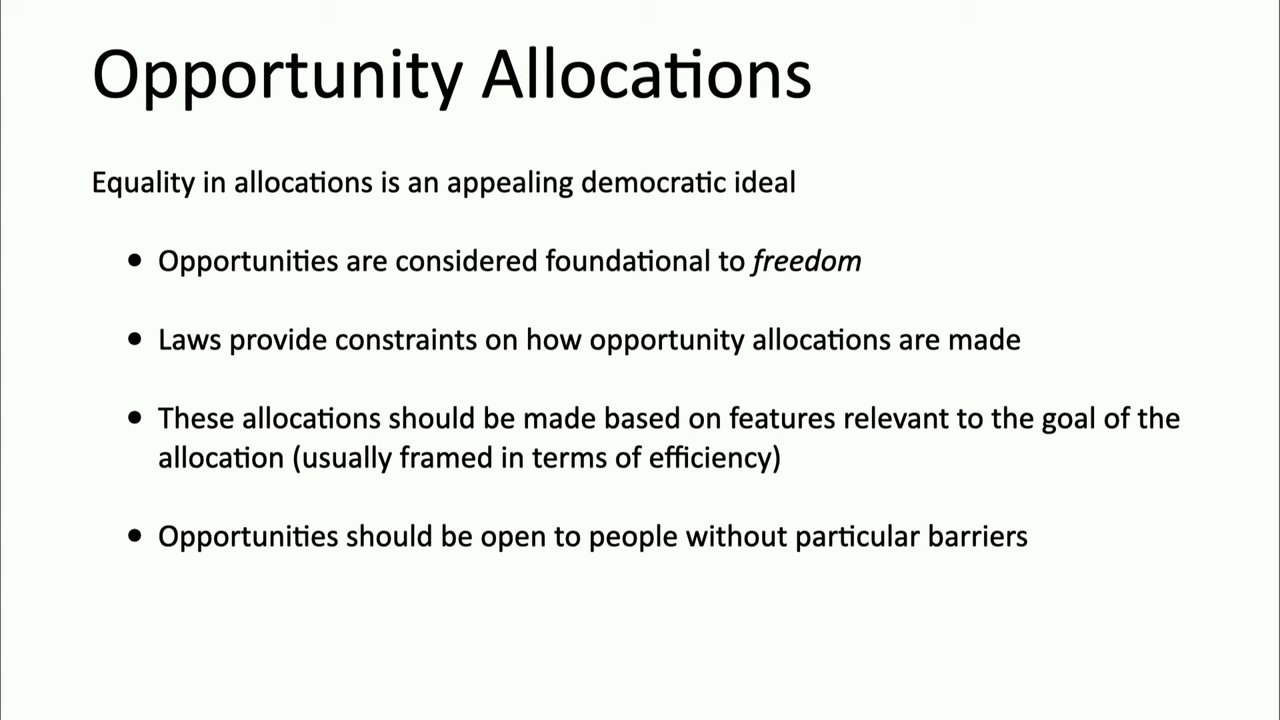 Opportunity Allocations
Equality in allocations is an appealing democratic ideal
• Opportunities are considered foundational to freedom
• Laws provide constraints on how opportunity allocations are made
• These allocations should be made based on features relevant to the goal of the
allocation (usually framed in terms of efficiency)
• Opportunities should be open to people without particular barriers